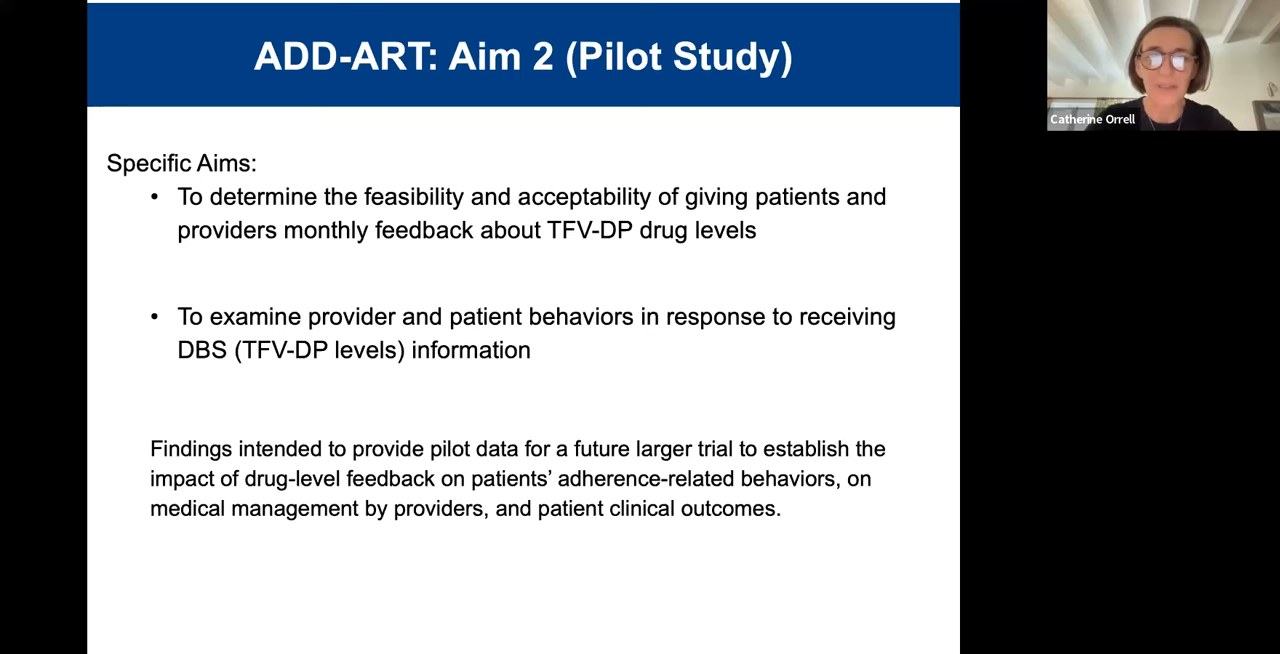 ADD-ART: Aim 2 (Pilot Study)
Catherine Orrell
Specific Aims:
• To determine the feasibility and acceptability of giving patients and
providers monthly feedback about TFV-DP drug levels
• To examine provider and patient behaviors in response to receiving
DBS (TFV-DP levels) information
Findings intended to provide pilot data for a future larger trial to establish the
impact of drug-level feedback on patients’ adherence-related behaviors, on
medical management by providers, and patient clinical outcomes.